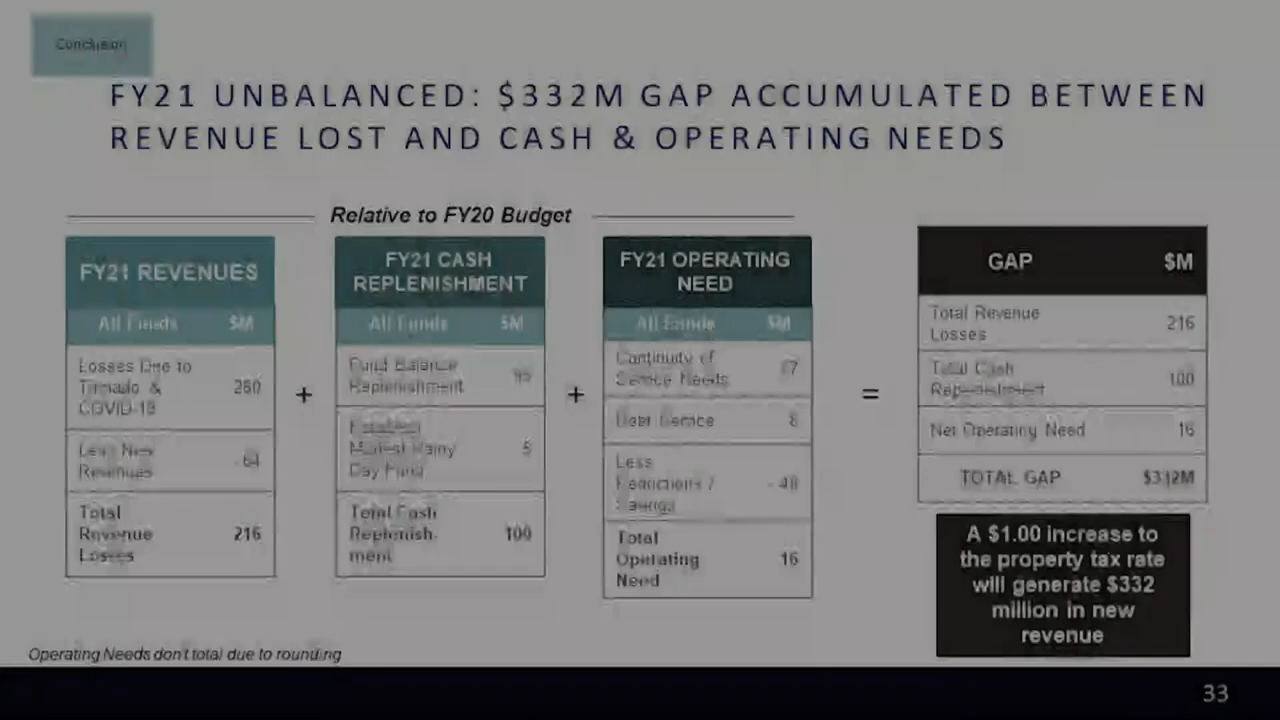 Conclusion
FY21 UNBALANCED: $332M GAP ACCUMULATED BETWEEN
REVENUE LOST AND CASH & OPERATING NEEDS
Relative to FY20 Budget
FY21 REVENUES
All Funds $M
Losses Due to
Tornado &
COVID-19
280
Less New
Revenues
- 64
Total
Revenue
Losses
216
+
FY21 CASH
REPLENISHMENT
All Funds $M
Fund Balance
Replenishment
95
Establish
Modest Rainy
Day Fund
5
Total Cash
Replenish-
ment
100
+
FY21 OPERATING
NEED
All Funds $M
Continuity of
Service Needs
Debt Service 8
Less
Reductions /
Savings
Total
Operating
Need
16
=
GAP $M
Total Revenue
Losses
216
Total Cash
Replenishment
100
Net Operating Need 16
TOTAL GAP $332M
A $1.00 increase to
the property tax rate
will generate $332
million in new
revenue
Operating Needs don't total due to rounding
33